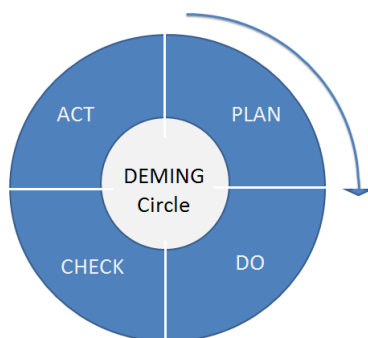 ACT
PLAN
DEMING
Circle
CHECK
DO